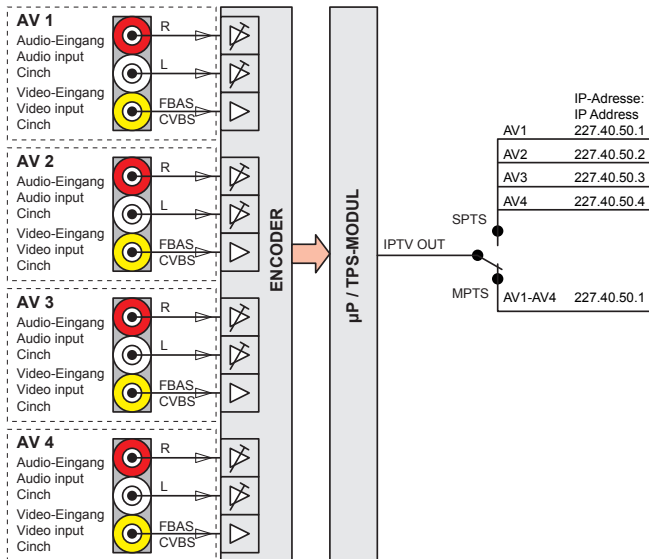 AV 1
Audio-Eingang
Audio input
Cinch
Video-Eingang
Video input
Cinch
R
L
FBAS
CVBS
AV 2
Audio-Eingang
Audio input
Cinch
Video-Eingang
Video input
Cinch
R
L
FBAS
CVBS
AV 3
Audio-Eingang
Audio input
Cinch
Video-Eingang
Video input
Cinch
R
L
FBAS
CVBS
AV 4
Audio-Eingang
Audio input
Cinch
Video-Eingang
Video input
Cinch
R
L
FBAS
CVBS
ENCODER
µP / TPS-MODUL
IPTV OUT
SPTS
MPTS
IP-Adresse:
IP Address
AV1 227.40.50.1
AV2 227.40.50.2
AV3 227.40.50.3
AV4 227.40.50.4
AV1-AV4 227.40.50.1